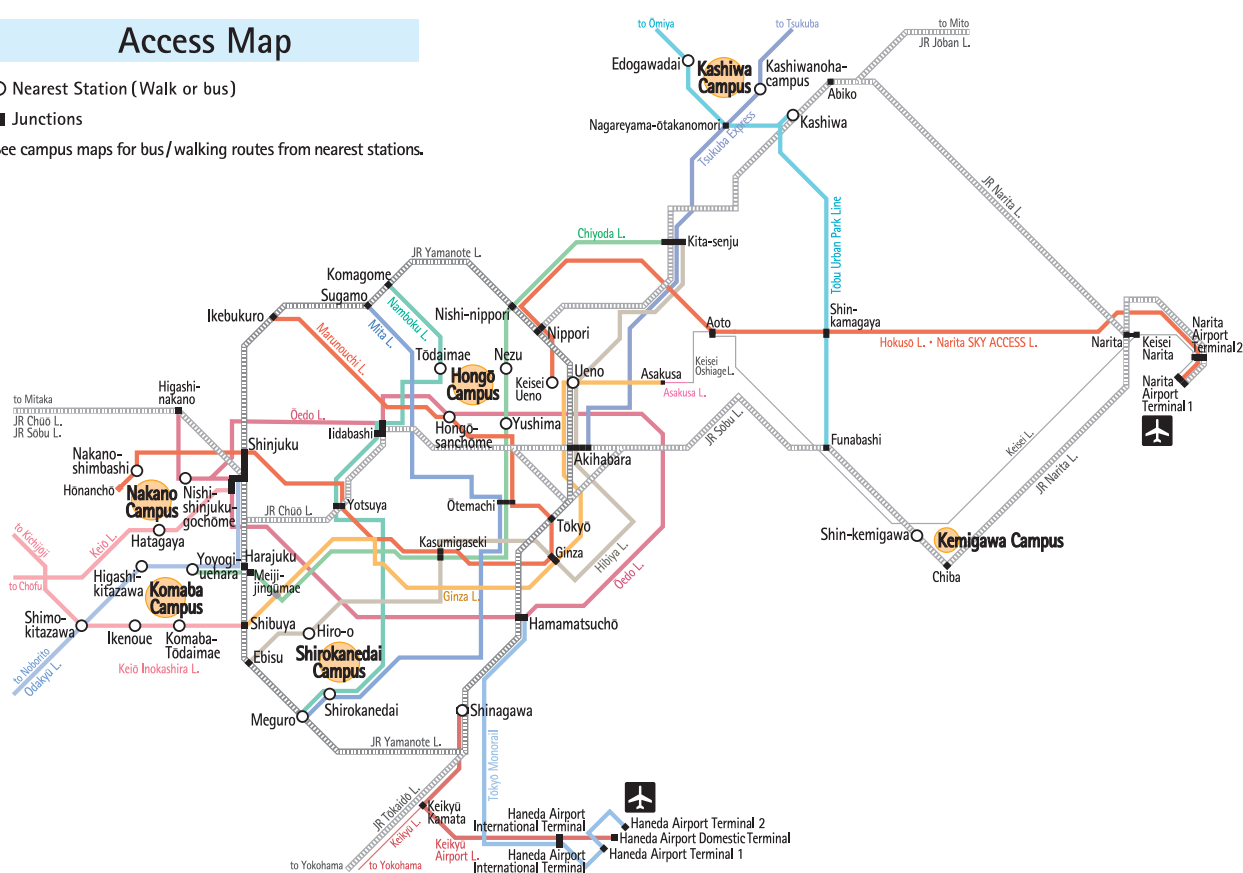 Access Map
Nearest Station (Walk or bus)
Junctions
ee campus maps for bus/walking routes from nearest stations.
to Ōmiya
to Tsukuba
to Mito
JR Jōban L.
Edogawadai
Kashiwa
Campus
Kashiwanoha-
campus
Abiko
Nagareyama-ōtakanomori
Kashiwa
Tsukuba Express
JR Narita L.
Tobu Urban Park Line
Chiyoda L.
Kita-senju
JR Yamanote L.
Komagome
Sugamo
Ikebukuro
Namboku L.
Mita L.
Marunouchi L.
Nishi-nippori
Nippori
Aoto
Shin-
kamagaya
Hokusō L. • Narita SKY ACCESS L.
Narita
Keisei
Narita
Narita
Airport
Terminal2
Narita
Airport
Terminal 1
Tōdaimae
Hongō
Campus
Nezu
Keisei
Ueno
Ueno
Asakusa
Keisei
Oshiage L.
Asakusa L.
Higashi-
nakano
to Mitaka
JR Chūō L.
JR Sōbu L.
Ōedo L.
Iidabashi
Hongō-
sanchōme
Yushima
JR Sōbu L.
Akihabara
Funabashi
Keisei L.
JR Narita L.
Shinjuku
Nakano-
shimbashi
Hōnanchō
Nakano
Campus
Nishi-
shinjuku-
gochōme
JR Chūō L.
Yotsuya
Ōtemachi
Tōkyō
Shin-kemigawa
Kemigawa Campus
Chiba
to Kichijōji
Keiō L.
Hatagaya
Kasumigaseki
Ginza
Hibiya L.
Ōedo L.
to Chōfu
Higashi-
kitazawa
Yoyogi-
uehara
Harajuku
Meiji-
jingūmae
Komaba
Campus
Ginza L.
Shimo-
kitazawa
Ikenoue
Komaba-
Tōdaimae
Shibuya
Hiro-o
Hamamatsuchō
to Noborito
Odakyū L.
Keiō Inokashira L.
Ebisu
Shirokanedai
Campus
Meguro
Shirokanedai
Shinagawa
JR Yamanote L.
Tōkyō Monorail
JR Tōkaidō L.
Keikyū
Kamata
Keikyū L.
Haneda Airport
International Terminal
Haneda Airport Terminal 2
Haneda Airport Domestic Terminal
Haneda Airport Terminal 1
Keikyū
Airport L.
Haneda Airport
International Terminal
to Yokohama
to Yokohama